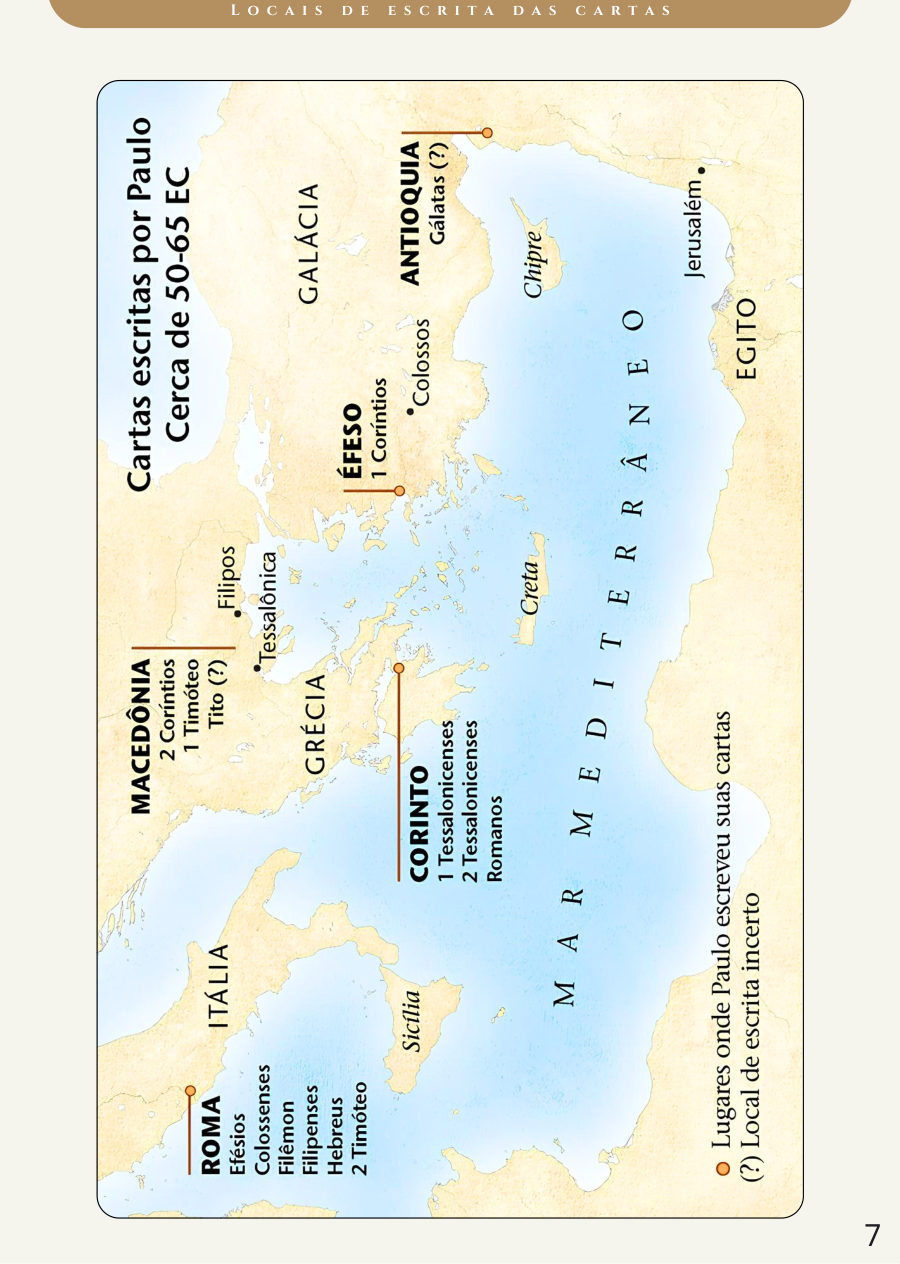 Locais de escrita das cartas
Cartas escritas por Paulo
Cerca de 50-65 EC
MACEDÔNIA
2 Coríntios
1 Timóteo
Tito (?)
Filipos
Tessalônica
GRÉCIA
GALÁCIA
ÉFESO
1 Coríntios
Colossos
ANTIOQUIA
Gálatas (?)
Chipre
Jerusalém
EGITO
Creta
CORINTO
1 Tessalonicenses
2 Tessalonicenses
Romanos
ITÁLIA
Sicília
ROMA
Efésios
Colossenses
Filêmon
Filipenses
Hebreus
2 Timóteo
MAR MEDITERRÂNEO
Lugares onde Paulo escreveu suas cartas
(?) Local de escrita incerto
7